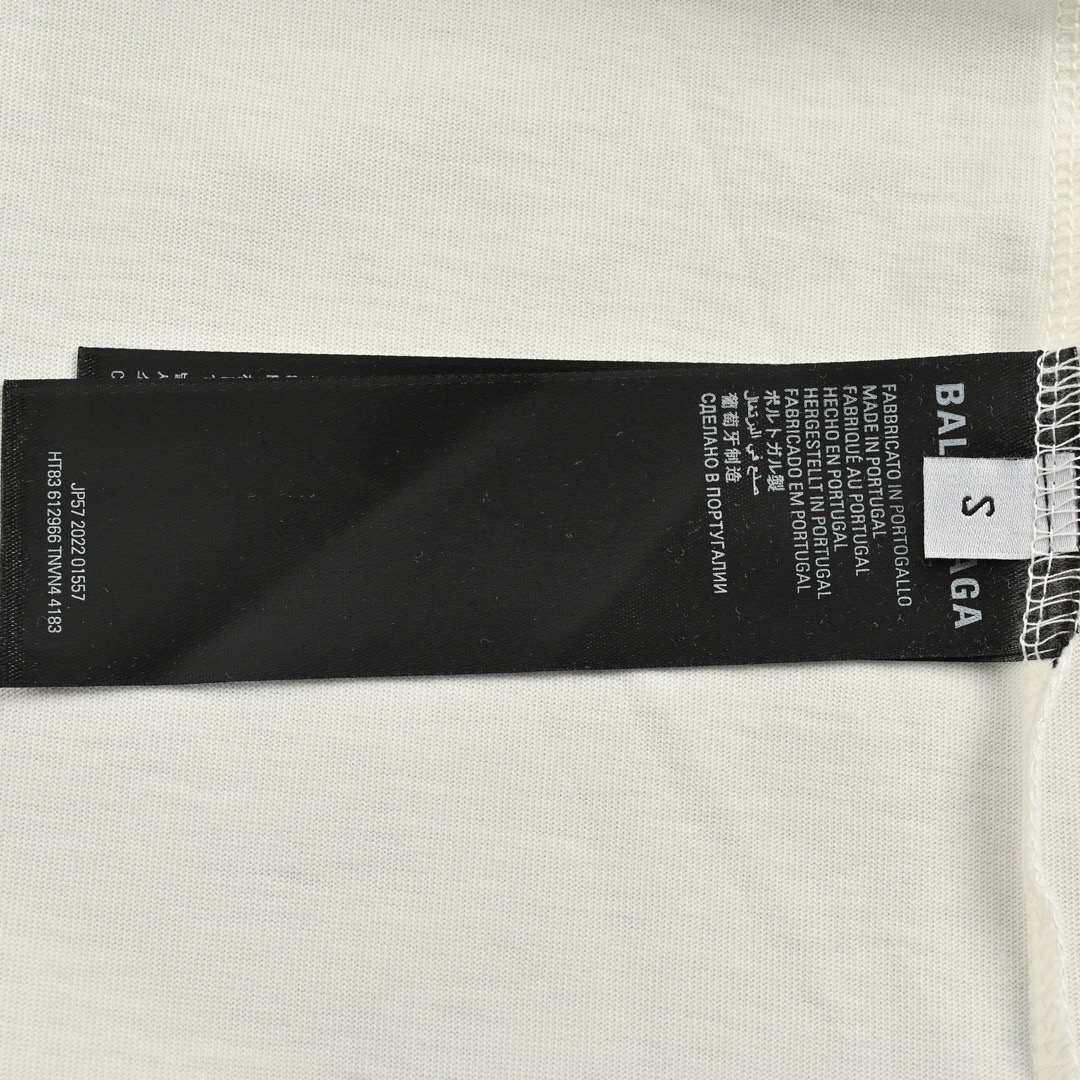 BAL AGA
S
FABBRICATO IN PORTOGALLO
MADE IN PORTUGAL
FABRIQUÉ AU PORTUGAL
HECHO EN PORTUGAL
HERGESTELLT IN PORTUGAL
FABRICADO EM PORTUGAL
ポルトガル製
صنع في البرتغال
葡萄牙制造
СДЕЛАНО В ПОРТУГАЛИИ
JP57 2022 01557
HT83 612966 TNVN4 4183